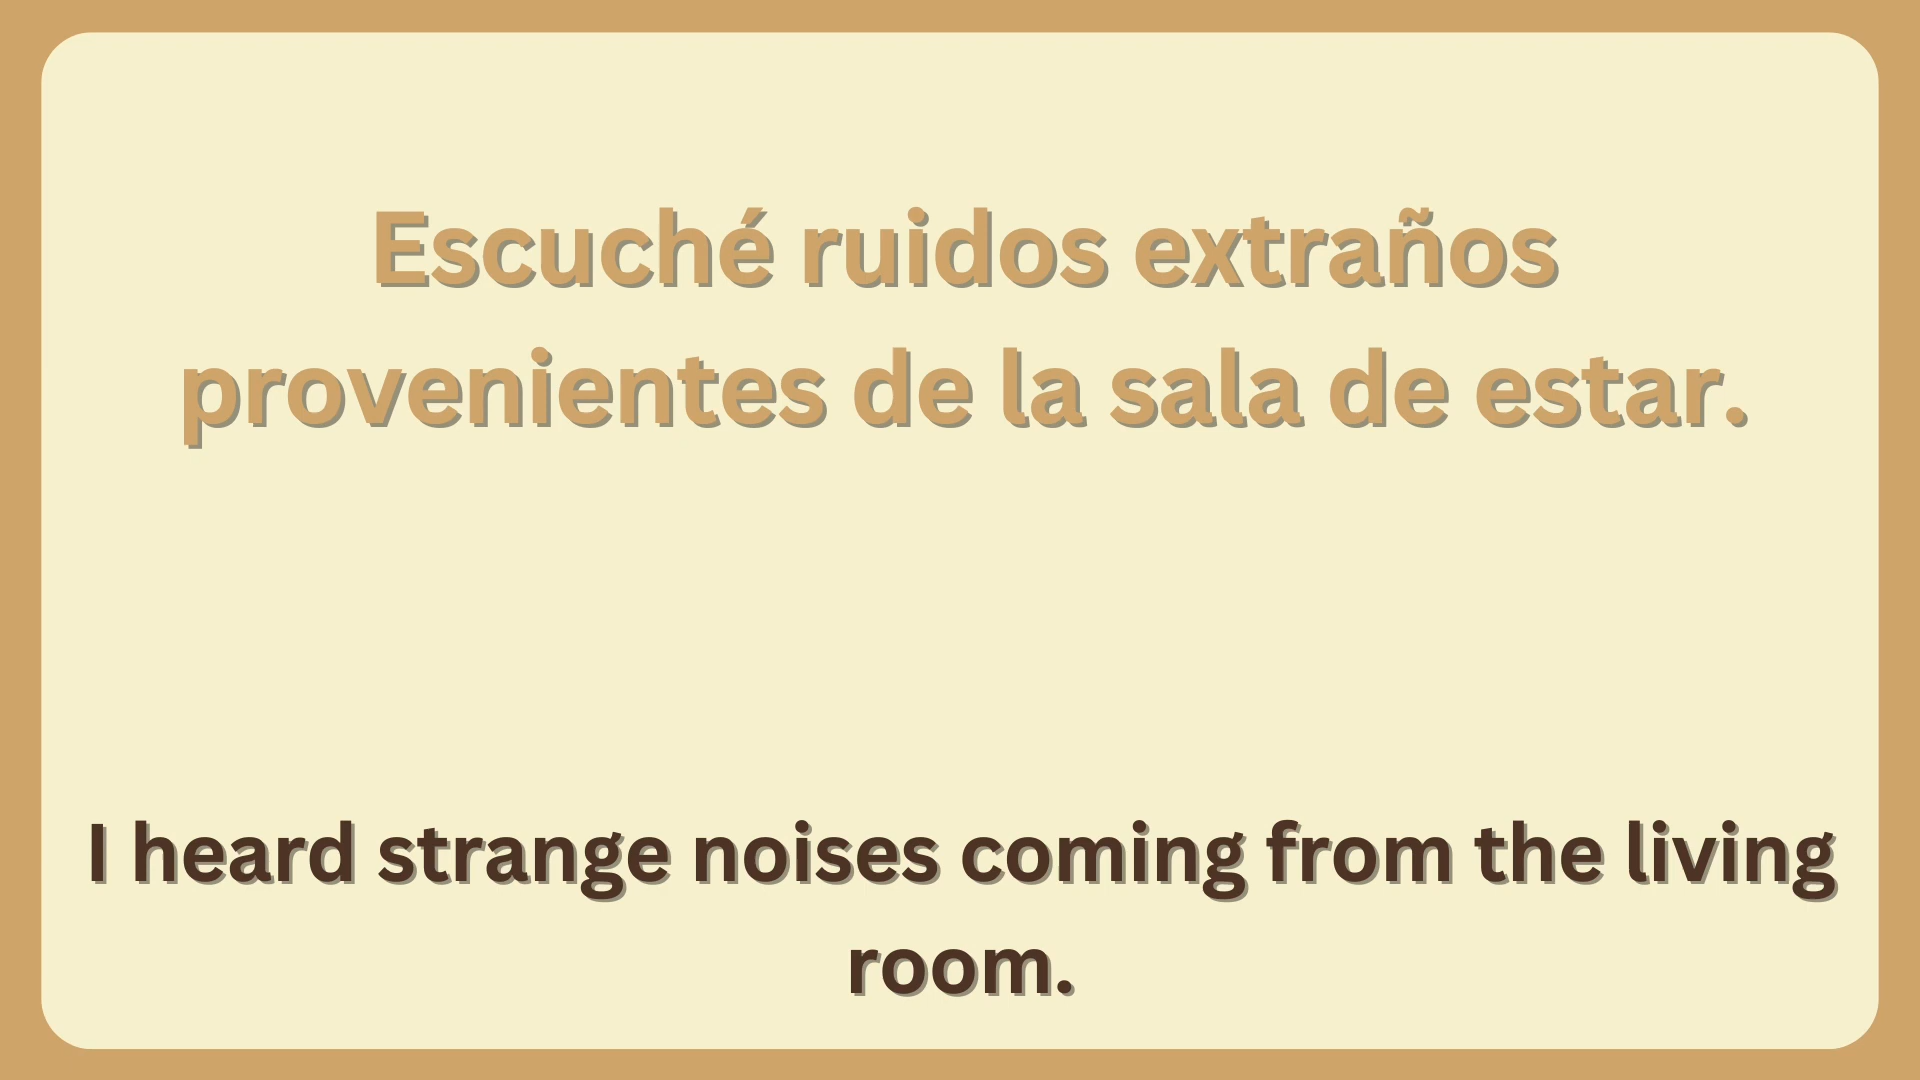 Escuché ruidos extraños
provenientes de la sala de estar.
I heard strange noises coming from the living
room.